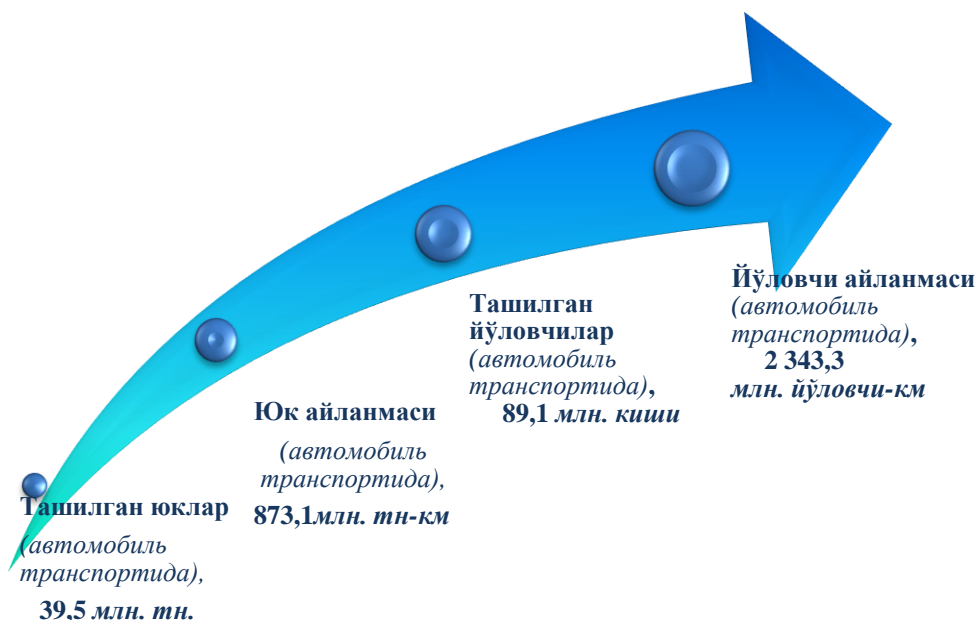 Ташилган юклар
(автомобиль
транспортида),
39,5 млн. тн.
Юк айланмаси
(автомобиль
транспортида),
873,1млн. тн-км
Ташилган
йўловчилар
(автомобиль
транспортида),
89,1 млн. киши
Йўловчи айланмаси
(автомобиль
транспортида),
2 343,3
млн. йўловчи-км